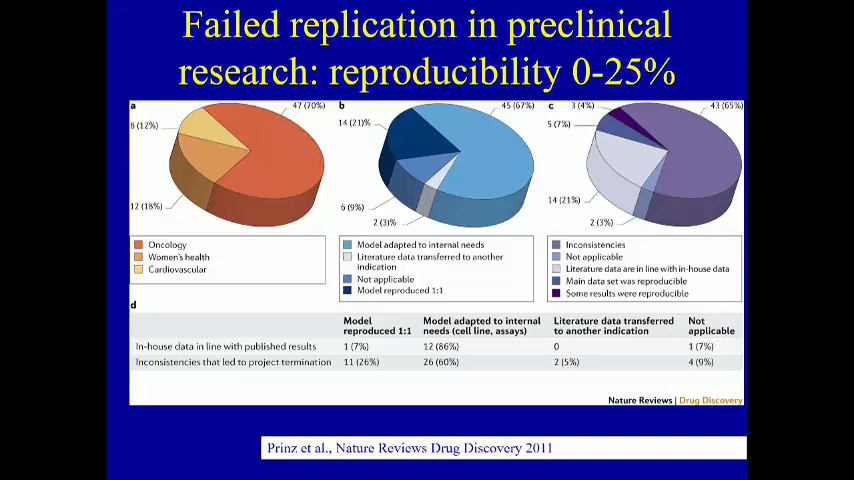 Failed replication in preclinical
research: reproducibility 0-25%
a
47 (70%)
8 (12%)
12 (18%)
Oncology
Women's health
Cardiovascular
b
45 (67%)
14 (21)%
6 (9%)
2 (3)%
Model adapted to internal needs
Literature data transferred to another
indication
Not applicable
Model reproduced 1:1
c
3 (4%)
43 (65%)
5 (7%)
14 (21%)
2 (3%)
Inconsistencies
Not applicable
Literature data are in line with in-house data
Main data set was reproducible
Some results were reproducible
d
Model reproduced 1:1 Model adapted to internal needs (cell line, assays) Literature data transferred to another indication Not applicable
In-house data in line with published results 1 (7%) 12 (86%) 0 1 (7%)
Inconsistencies that led to project termination 11 (26%) 26 (60%) 2 (5%) 4 (9%)
Nature Reviews | Drug Discovery
Prinz et al., Nature Reviews Drug Discovery 2011